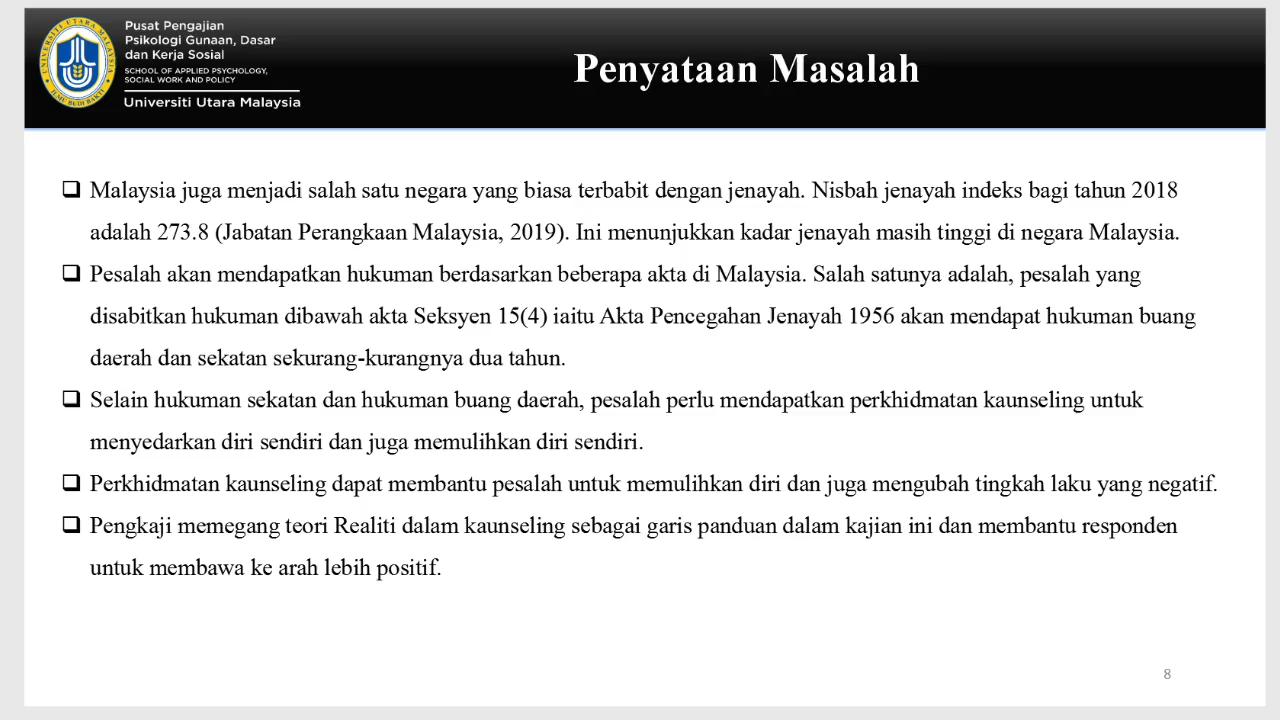 UNIVERSITI UTARA MALAYSIA
ILMU BUDI BAKTI
Pusat Pengajian
Psikologi Gunaan, Dasar
dan Kerja Sosial
SCHOOL OF APPLIED PSYCHOLOGY,
SOCIAL WORK AND POLICY
Universiti Utara Malaysia
Penyataan Masalah
Malaysia juga menjadi salah satu negara yang biasa terbabit dengan jenayah. Nisbah jenayah indeks bagi tahun 2018
adalah 273.8 (Jabatan Perangkaan Malaysia, 2019). Ini menunjukkan kadar jenayah masih tinggi di negara Malaysia.
Pesalah akan mendapatkan hukuman berdasarkan beberapa akta di Malaysia. Salah satunya adalah, pesalah yang
disabitkan hukuman dibawah akta Seksyen 15(4) iaitu Akta Pencegahan Jenayah 1956 akan mendapat hukuman buang
daerah dan sekatan sekurang-kurangnya dua tahun.
Selain hukuman sekatan dan hukuman buang daerah, pesalah perlu mendapatkan perkhidmatan kaunseling untuk
menyedarkan diri sendiri dan juga memulihkan diri sendiri.
Perkhidmatan kaunseling dapat membantu pesalah untuk memulihkan diri dan juga mengubah tingkah laku yang negatif.
Pengkaji memegang teori Realiti dalam kaunseling sebagai garis panduan dalam kajian ini dan membantu responden
untuk membawa ke arah lebih positif.
8